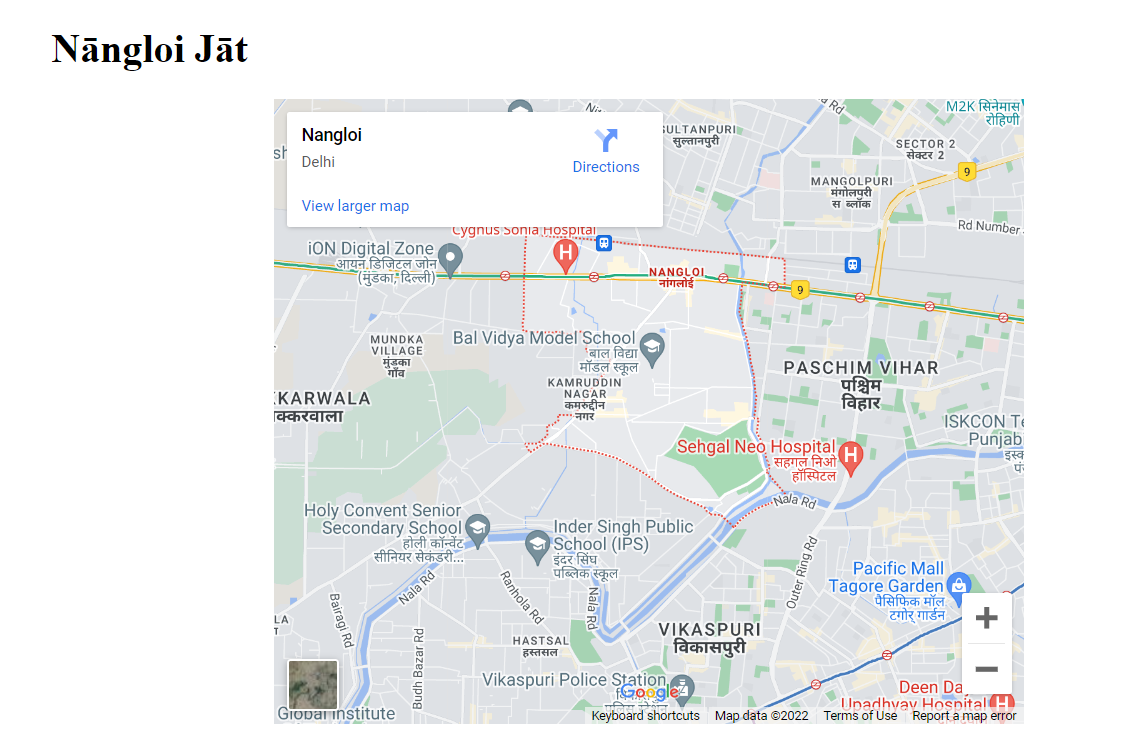 Nāngloi Jāt
Nangloi
Delhi
Directions
View larger map
M2K सिनेमास
रोहिणी
SULTANPURI
सुल्तानपुरी
SECTOR 2
सेक्टर 2
9
MANGOLPURI
मंगोलपुरी
स ब्लॉक
Rd Number
Cygnus Sonia Hospital
iON Digital Zone
आयन डिजिटल जोन
(मुंडका, दिल्ली)
NANGLOI
नांगलोई
9
Bal Vidya Model School
बाल विद्या
मॉडल स्कूल
MUNDKA
VILLAGE
मुंडका
गाँव
PASCHIM VIHAR
पश्चिम
विहार
KAMRUDDIN
NAGAR
कमरुद्दीन
नगर
KKARWALA
क्करवाला
ISKCON Te
Punjab
Sehgal Neo Hospital
सहगल निओ
हॉस्पिटल
Nala Rd
Holy Convent Senior
Secondary School
होली कॉन्वेंट
सीनियर सेकंडरी...
Inder Singh Public
School (IPS)
इंदर सिंघ
पब्लिक स्कूल
Outer Ring Rd
Pacific Mall
Tagore Garden
पैसिफिक मॉल
टगोर् गार्डन
Nala Rd
Ranhola Rd
Nala Rd
Bairagi Rd
Budh Bazar Rd
HASTSAL
हस्तसल
VIKASPURI
विकासपुरी
Vikaspuri Police Station
Google
Deen Da
Upadhyay Hospital
Global Institute
Keyboard shortcuts
Map data ©2022
Terms of Use
Report a map error